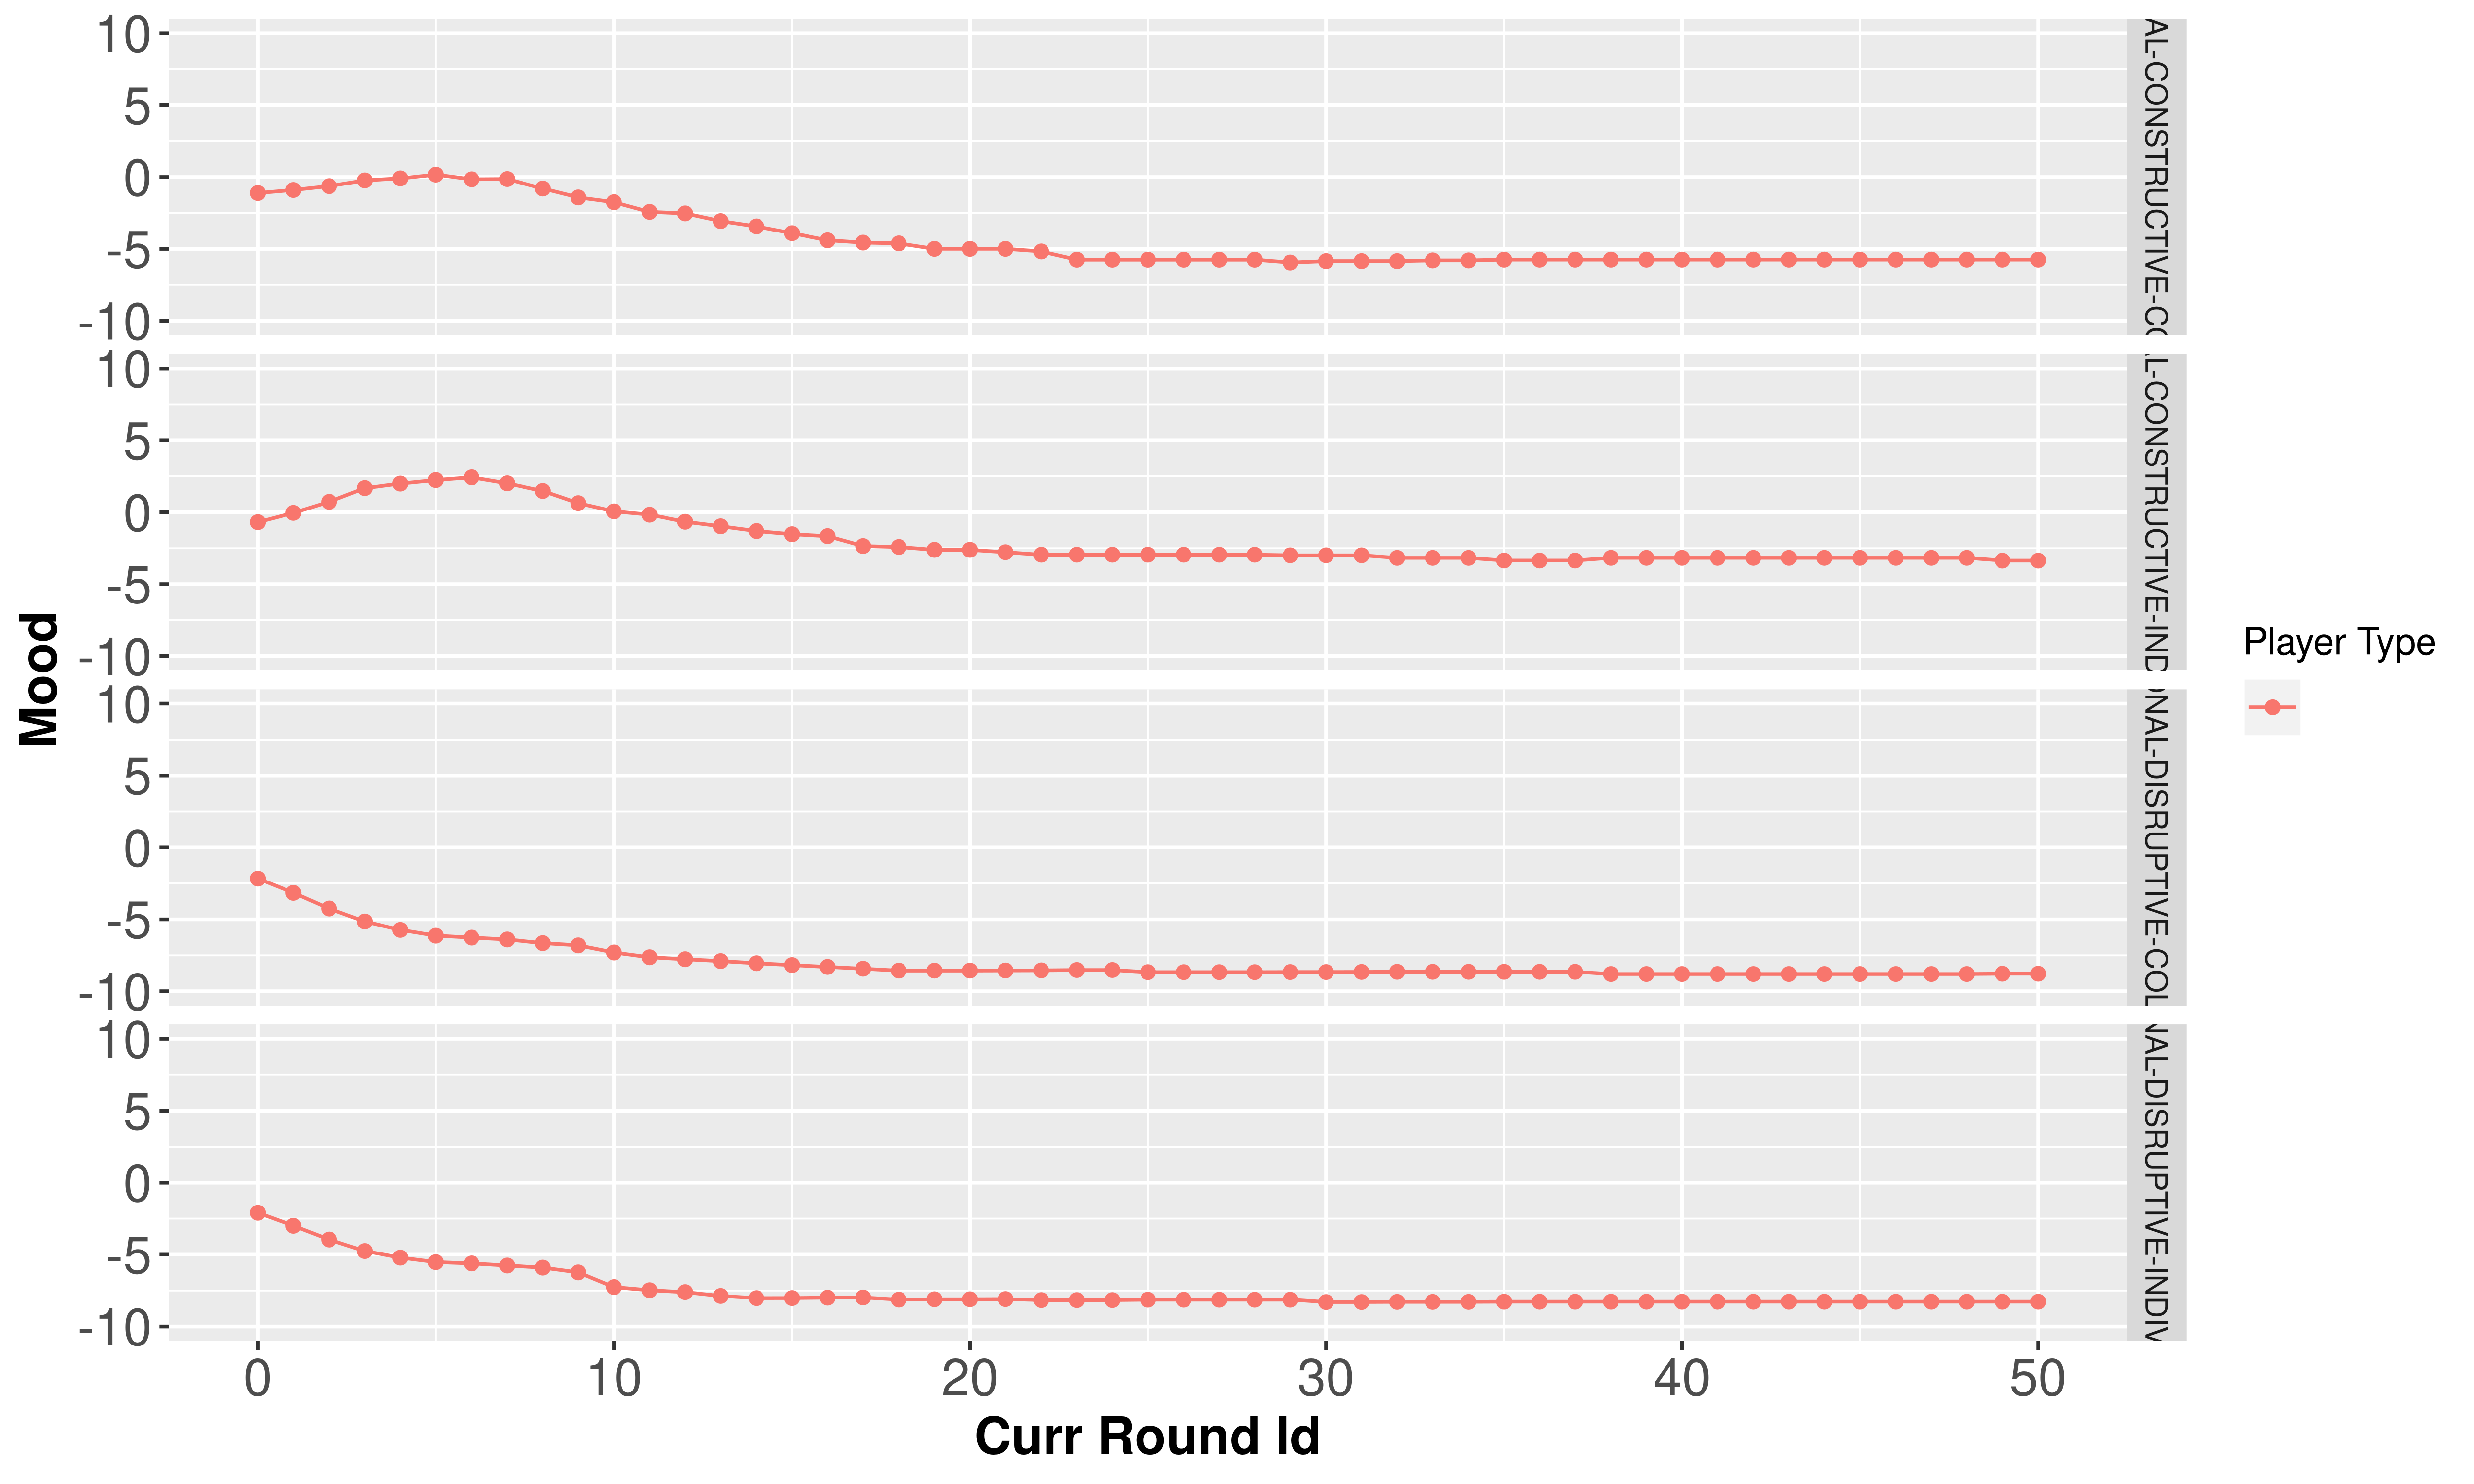 10
5
0
-5
-10
AL-CONSTRUCTIVE-CO
10
5
0
-5
-10
L-CONSTRUCTIVE-IND
10
5
0
-5
-10
NAL-DISRUPTIVE-COL
10
5
0
-5
-10
NAL-DISRUPTIVE-INDIV
0 10 20 30 40 50
Curr Round Id
Mood
Player Type